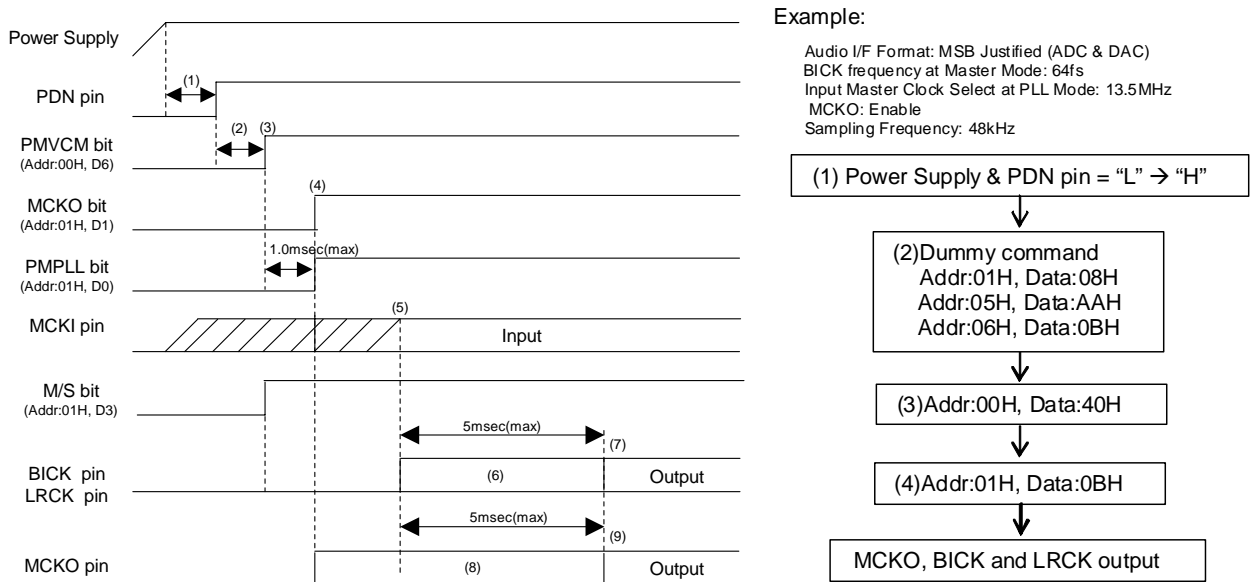 Power Supply
(1)
PDN pin
(2)
(3)
PMVCM bit
(Addr:00H, D6)
(4)
MCKO bit
(Addr:01H, D1)
1.0msec(max)
PMPLL bit
(Addr:01H, D0)
(5)
MCKI pin
Input
M/S bit
(Addr:01H, D3)
5msec(max)
(7)
BICK pin
LRCK pin
(6)
Output
5msec(max)
(9)
MCKO pin
(8)
Output
Example:
Audio I/F Format: MSB Justified (ADC & DAC)
BICK frequency at Master Mode: 64fs
Input Master Clock Select at PLL Mode: 13.5MHz
MCKO: Enable
Sampling Frequency: 48kHz
(1) Power Supply & PDN pin = “L” → “H”
(2)Dummy command
Addr:01H, Data:08H
Addr:05H, Data:AAH
Addr:06H, Data:0BH
(3)Addr:00H, Data:40H
(4)Addr:01H, Data:0BH
MCKO, BICK and LRCK output